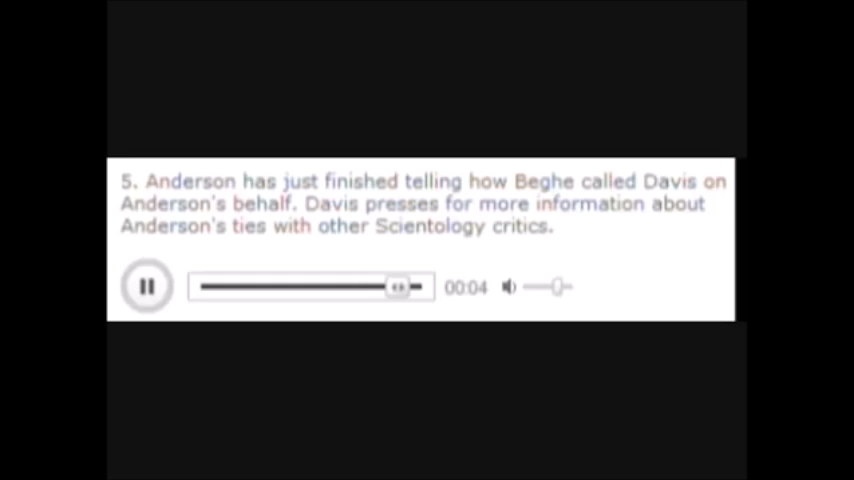 5. Anderson has just finished telling how Beghe called Davis on
Anderson's behalf. Davis presses for more information about
Anderson's ties with other Scientology critics.
00:04